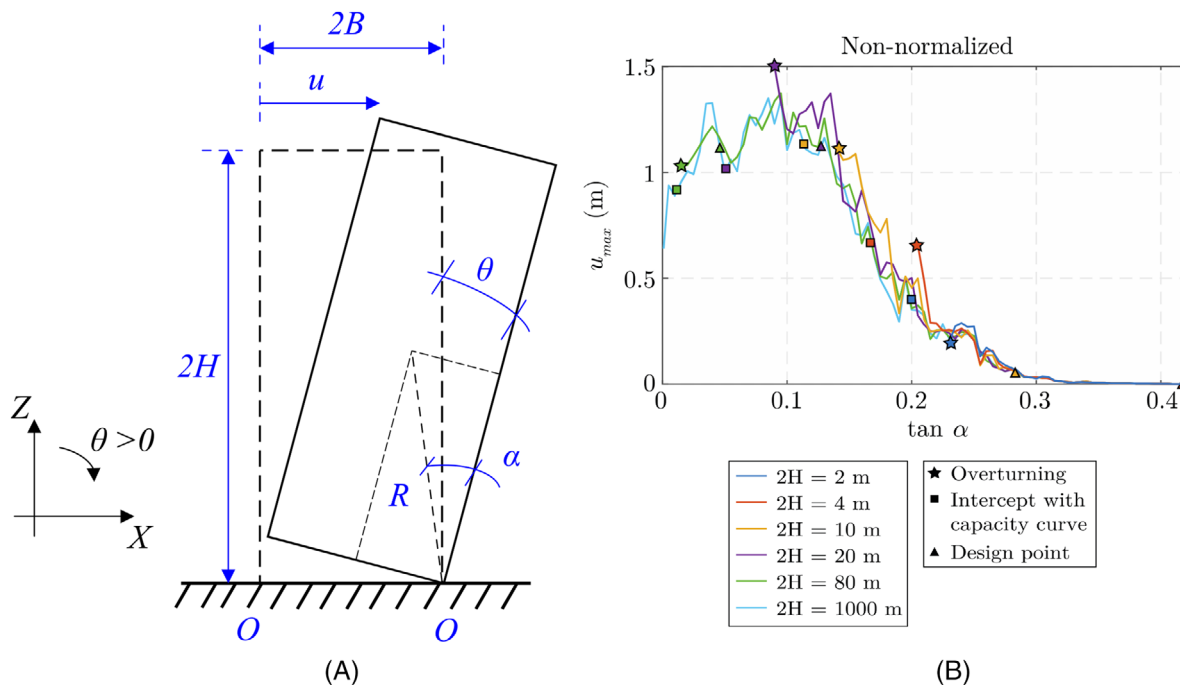 2B
u
θ
2H
Z
θ >0
X
R
α
O
O
(A)
Non-normalized
1.5
1
0.5
0
u_max (m)
0
0.1
0.2
0.3
0.4
tan α
2H = 2 m
2H = 4 m
2H = 10 m
2H = 20 m
2H = 80 m
2H = 1000 m
Overturning
Intercept with
capacity curve
Design point
(B)